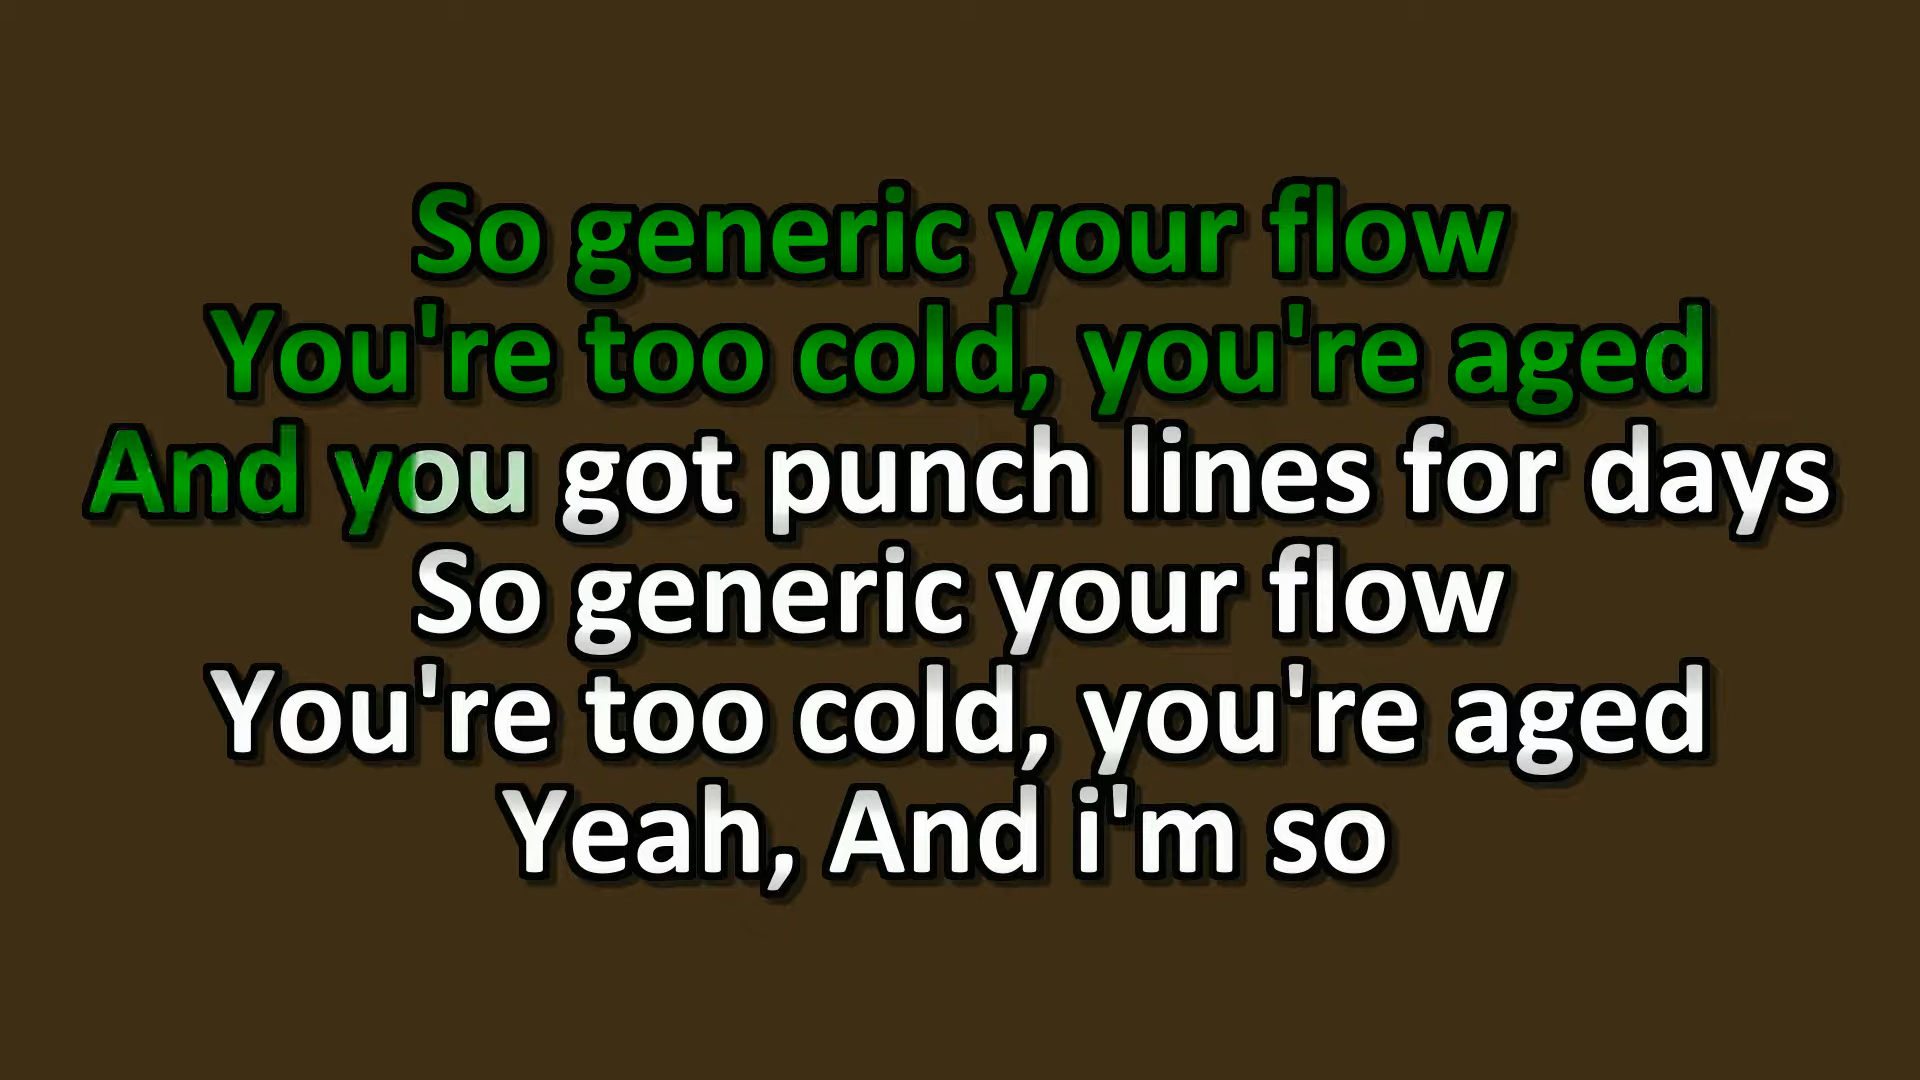 So generic your flow
You're too cold, you're aged
And you got punch lines for days
So generic your flow
You're too cold, you're aged
Yeah, And i'm so